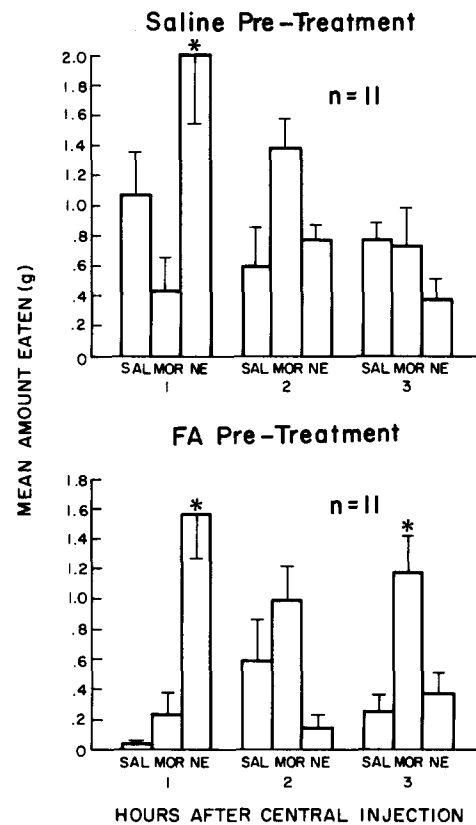 Saline Pre-Treatment
*
n=11
2.0
1.8
1.6
1.4
1.2
1.0
.8
.6
.4
.2
0
SAL MOR NE SAL MOR NE SAL MOR NE
1 2 3
MEAN AMOUNT EATEN (g)
FA Pre-Treatment
* n=11 *
1.8
1.6
1.4
1.2
1.0
.8
.6
.4
.2
0
SAL MOR NE SAL MOR NE SAL MOR NE
1 2 3
HOURS AFTER CENTRAL INJECTION